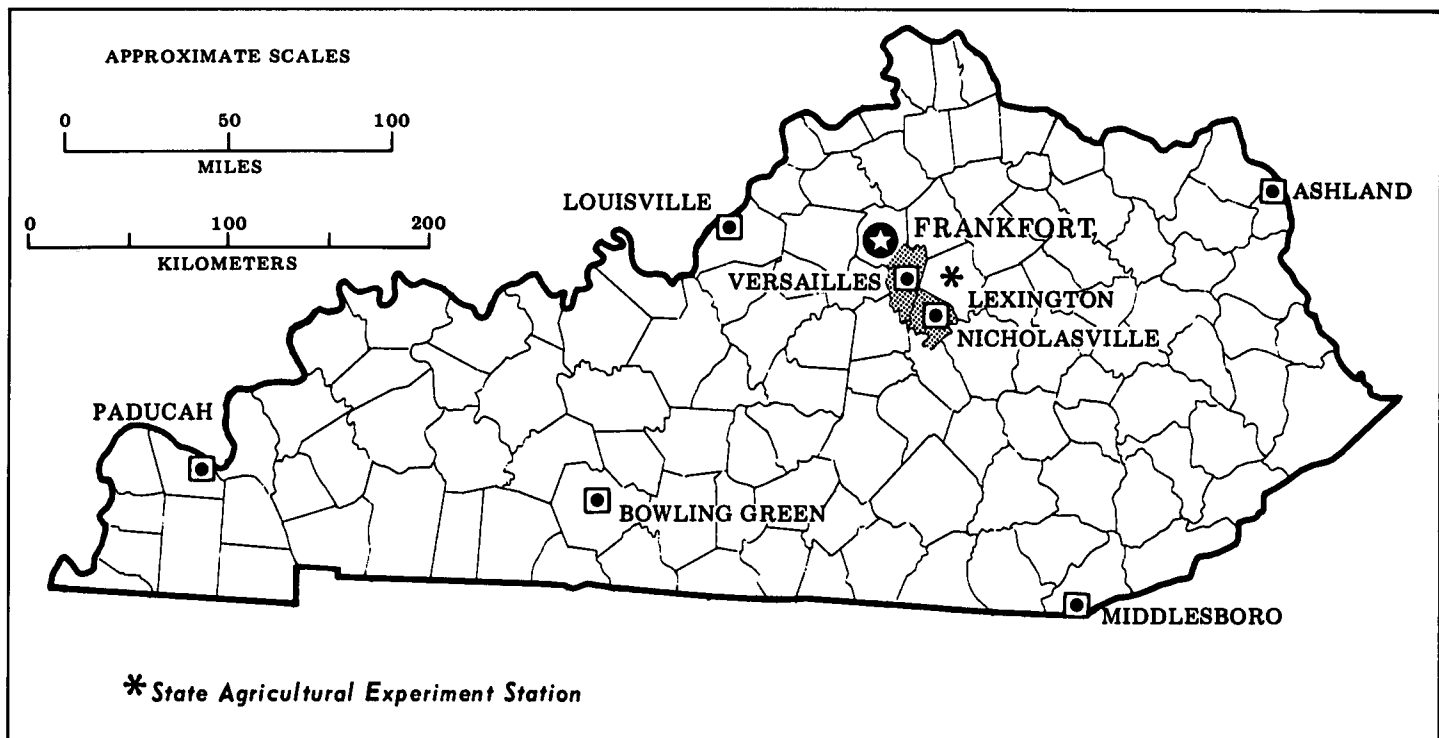 APPROXIMATE SCALES
0 50 100
MILES
0 100 200
KILOMETERS
LOUISVILLE
ASHLAND
FRANKFORT
VERSAILLES
LEXINGTON
NICHOLASVILLE
PADUCAH
BOWLING GREEN
MIDDLESBORO
* State Agricultural Experiment Station